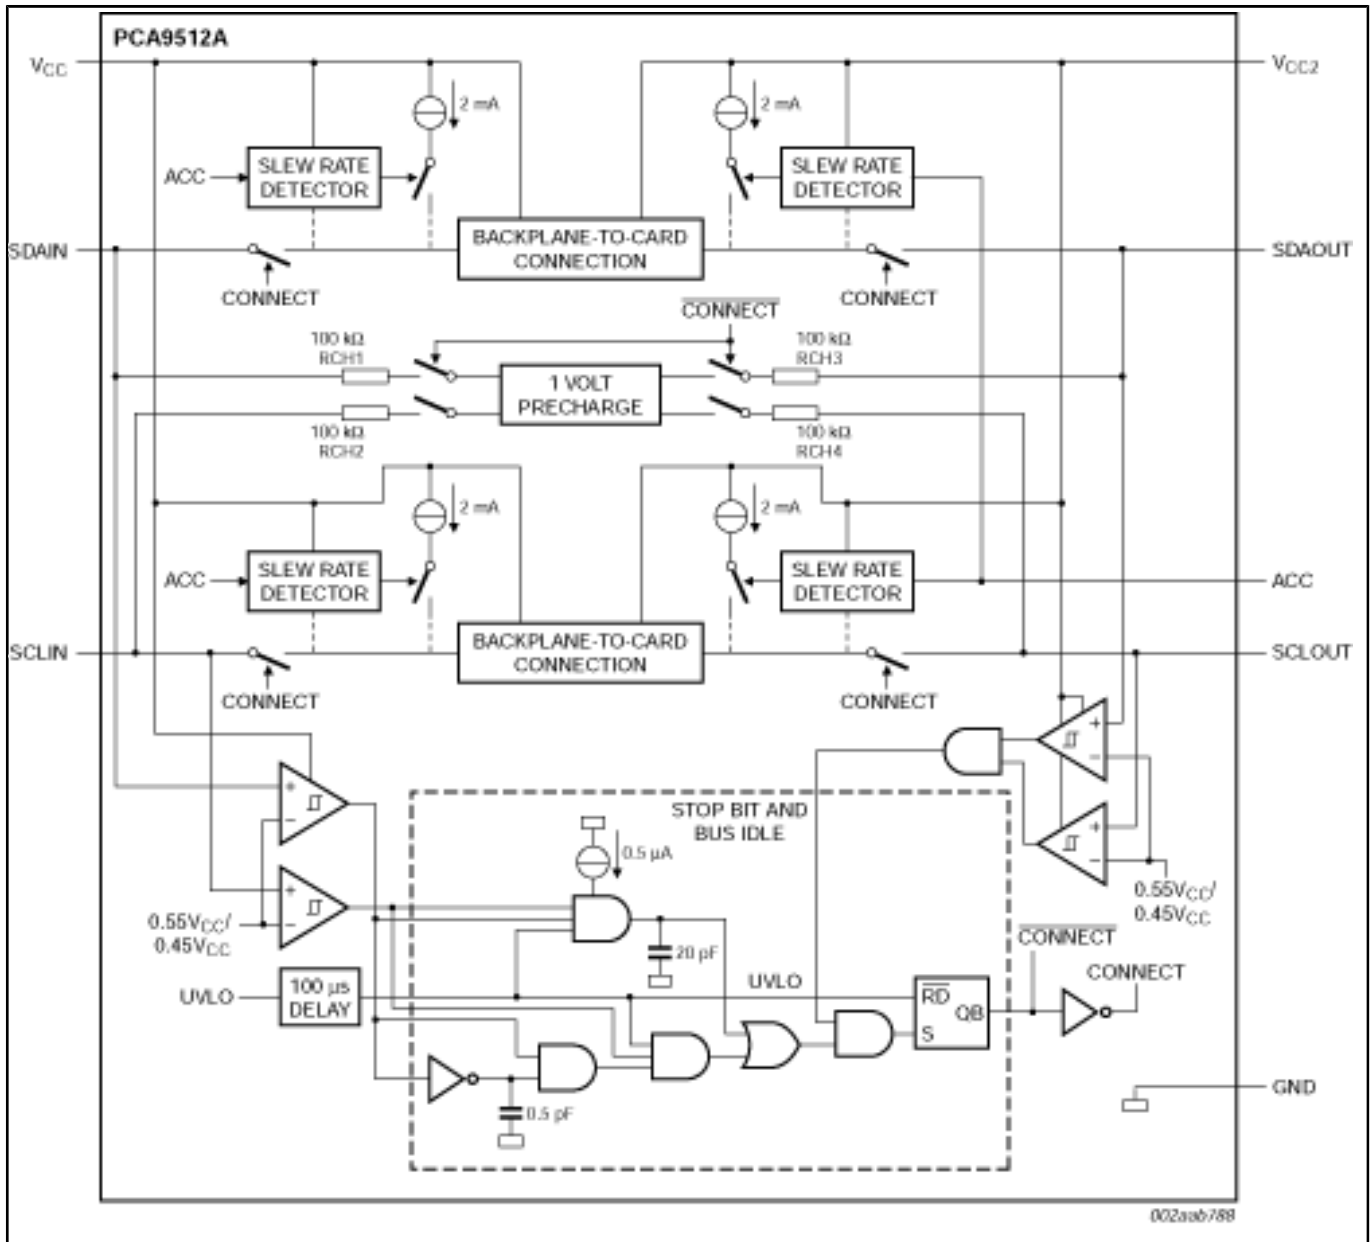 PCA9512A
VCC
VCC2
2 mA
2 mA
ACC
SLEW RATE
DETECTOR
SLEW RATE
DETECTOR
SDAIN
BACKPLANE-TO-CARD
CONNECTION
SDAOUT
CONNECT
CONNECT
CONNECT
100 kΩ
RCH1
100 kΩ
RCH3
1 VOLT
PRECHARGE
100 kΩ
RCH2
100 kΩ
RCH4
2 mA
2 mA
ACC
SLEW RATE
DETECTOR
SLEW RATE
DETECTOR
ACC
SCLIN
BACKPLANE-TO-CARD
CONNECTION
SCLOUT
CONNECT
CONNECT
+
−
+
−
STOP BIT AND
BUS IDLE
0.5 µA
+
−
+
−
0.55VCC/
0.45VCC
0.55VCC/
0.45VCC
20 pF
CONNECT
CONNECT
UVLO
100 µs
DELAY
UVLO
RD
QB
S
0.5 pF
GND
002aab788